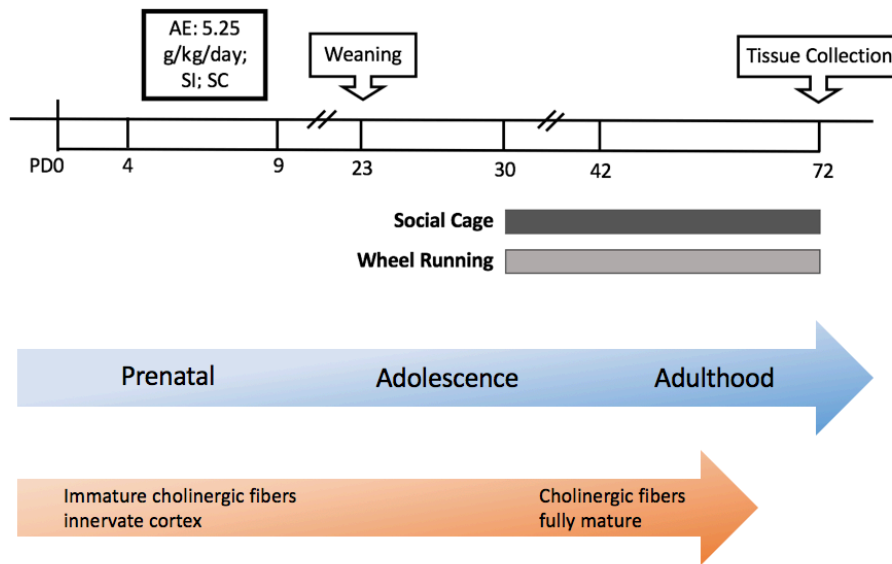 AE: 5.25
g/kg/day;
SI; SC
Weaning
Tissue Collection
PD0
4
9
23
30
42
72
Social Cage
Wheel Running
Prenatal
Adolescence
Adulthood
Immature cholinergic fibers
innervate cortex
Cholinergic fibers
fully mature